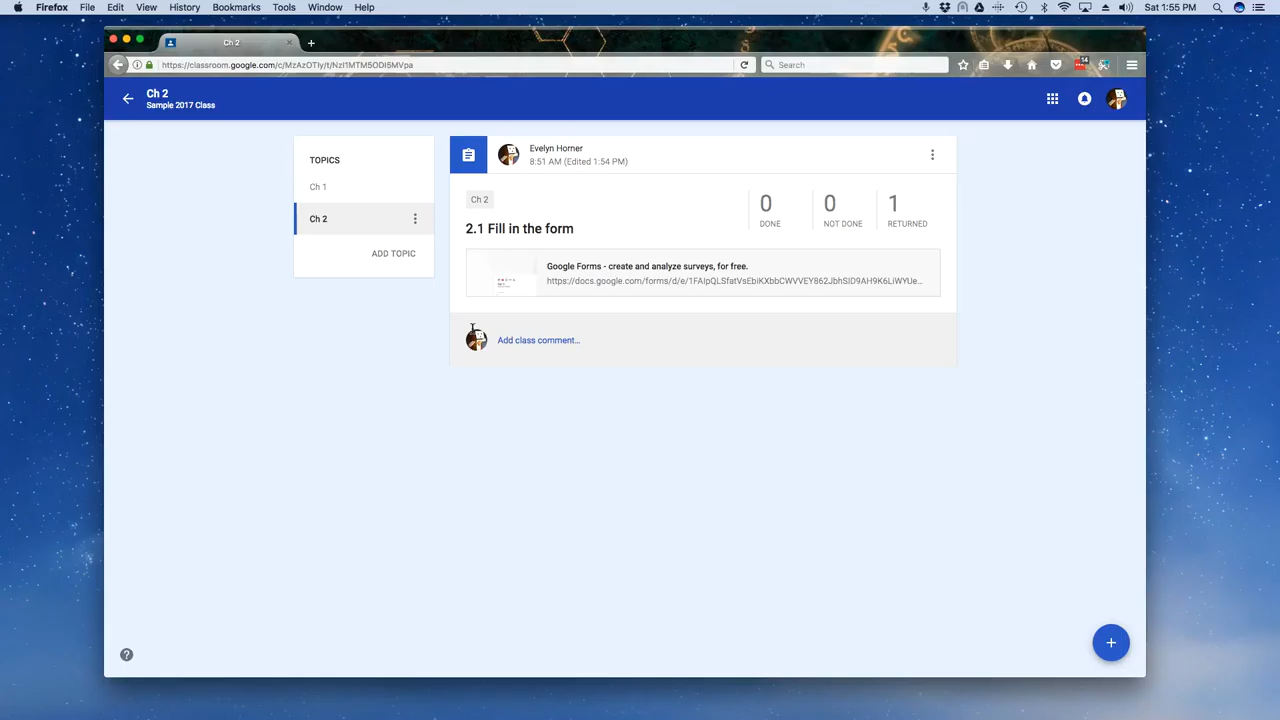 Firefox File Edit View History Bookmarks Tools Window Help Sat 1:55 PM
Ch 2
https://classroom.google.com/c/MzAzOTIy/t/NzI1MTM5ODI5MVpa Search 14
Ch 2
Sample 2017 Class
TOPICS
Ch 1
Ch 2
ADD TOPIC
Evelyn Horner
8:51 AM (Edited 1:54 PM)
Ch 2
2.1 Fill in the form
0 DONE
0 NOT DONE
1 RETURNED
Google Forms - create and analyze surveys, for free.
https://docs.google.com/forms/d/e/1FAIpQLSfatVsEbiKXbbCWVVEY862JbhSID9AH9K6LiWYUe...
Add class comment...